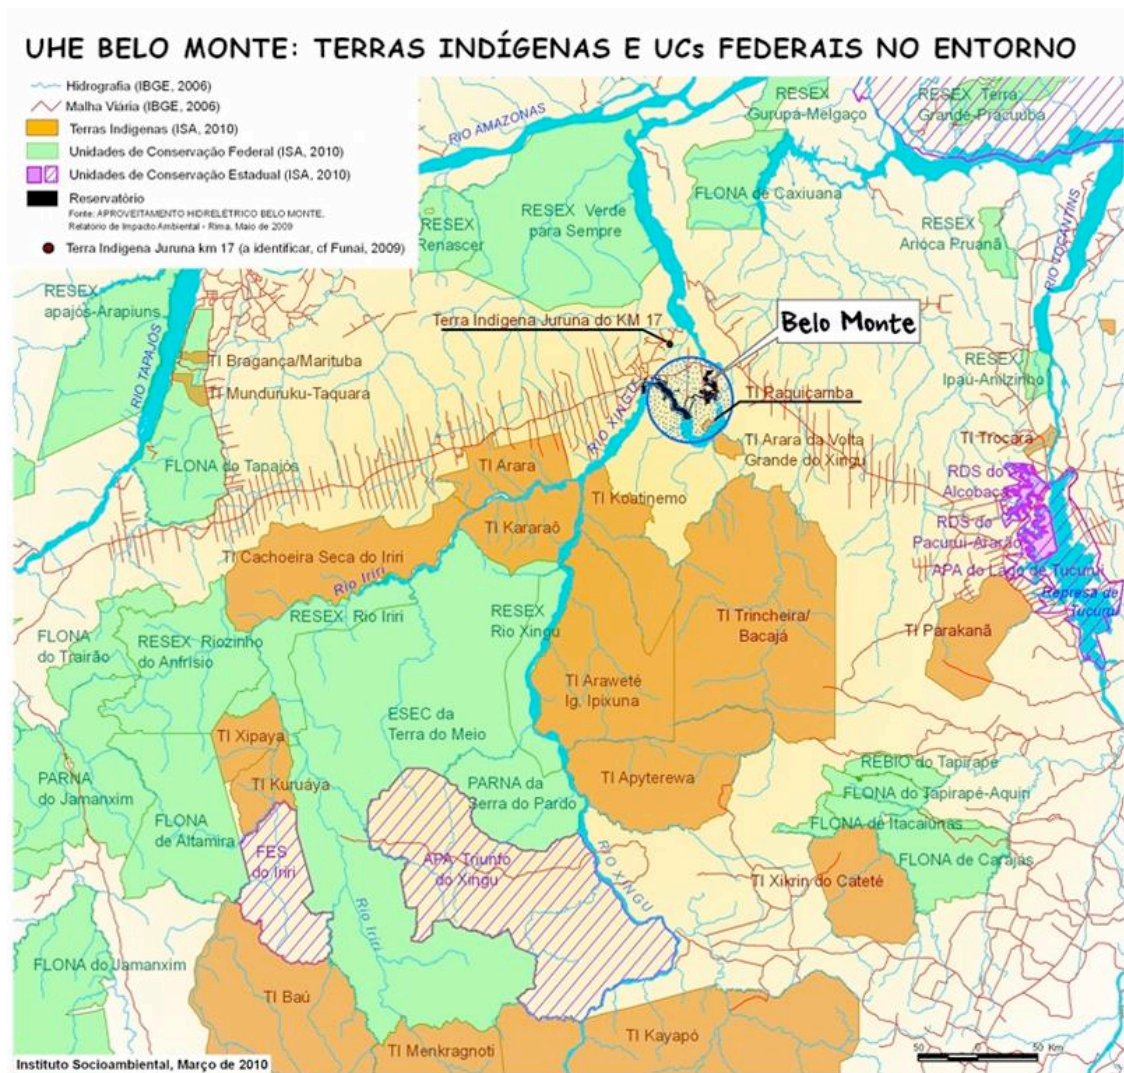 UHE BELO MONTE: TERRAS INDÍGENAS E UCs FEDERAIS NO ENTORNO
Hidrografia (IBGE, 2006)
Malha Viária (IBGE, 2006)
Terras Indígenas (ISA, 2010)
Unidades de Conservação Federal (ISA, 2010)
Unidades de Conservação Estadual (ISA, 2010)
Reservatório
Fonte: APROVEITAMENTO HIDRELÉTRICO BELO MONTE,
Relatório de Impacto Ambiental - Rima, Maio de 2009
Terra Indígena Juruna km 17 (a identificar, cf Funai, 2009)
RIO AMAZONAS
RESEX
Gurupá-Melgaço
RESEX Terra
Grande-Pracuúba
FLONA de Caxiuana
RESEX
Renascer
RESEX Verde
para Sempre
RESEX
Arióca Pruanã
RIO TOCANTINS
RESEX
apajós-Arapiuns
RIO TAPAJOS
TI Bragança/Marituba
TI Munduruku-Taquara
FLONA do Tapajós
Terra Indígena Juruna do KM 17
Belo Monte
RIO XINGU
TI Paquiçamba
TI Arara da Volta
Grande do Xingu
RESEX
Ipaú-Anilzinho
TI Trocará
RDS do
Alcobaça
RDS do
Pacuruí-Ararão
APA do Lago de Tucuruí
Represa de
Tucuruí
TI Arara
TI Koatinemo
TI Kararaô
TI Cachoeira Seca do Iriri
Rio Iriri
RESEX Rio Iriri
RESEX
Rio Xingu
TI Trincheira/
Bacajá
TI Parakanã
FLONA
do Trairão
RESEX Riozinho
do Anfrísio
TI Araweté
Ig. Ipixuna
ESEC da
Terra do Meio
TI Xipaya
TI Kuruáya
PARNA
do Jamanxim
FLONA
de Altamira
PARNA da
Serra do Pardo
TI Apyterewa
REBIO do Tapirapé
FLONA do Tapirapé-Aquiri
FLONA de Itacaiunas
FLONA de Carajás
FES
do Iriri
APA Triunfo
do Xingu
RIO XINGU
TI Xikrin do Cateté
Rio Iriri
FLONA do Jamanxim
TI Baú
TI Menkragnoti
TI Kayapó
50 0 50 Km
Instituto Socioambiental, Março de 2010